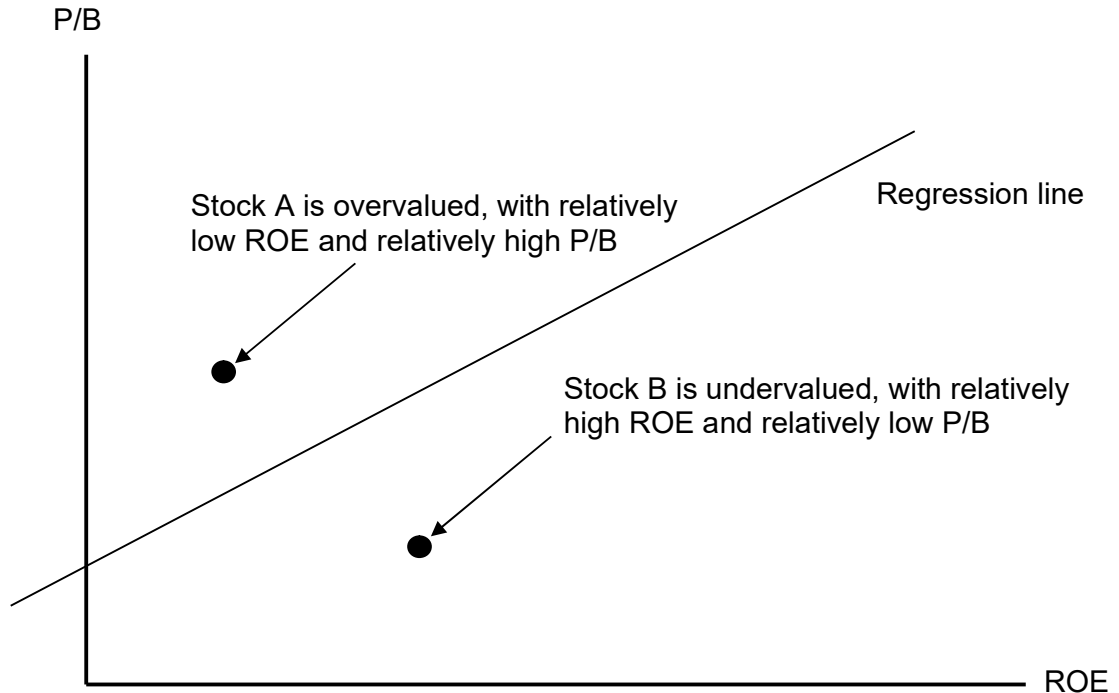 P/B
Stock A is overvalued, with relatively
low ROE and relatively high P/B
Regression line
Stock B is undervalued, with relatively
high ROE and relatively low P/B
ROE